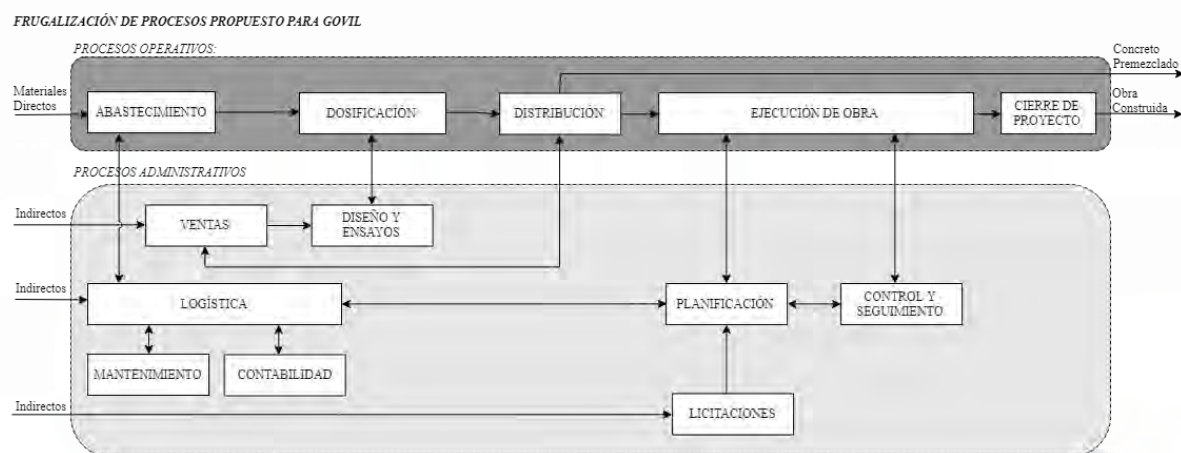 FRUGALIZACIÓN DE PROCESOS PROPUESTO PARA GOVIL
PROCESOS OPERATIVOS:
Concreto
Premezclado
Materiales
Directos
ABASTECIMIENTO
DOSIFICACIÓN
DISTRIBUCIÓN
EJECUCIÓN DE OBRA
CIERRE DE
PROYECTO
Obra
Construida
PROCESOS ADMINISTRATIVOS
Indirectos
VENTAS
DISEÑO Y
ENSAYOS
Indirectos
LOGÍSTICA
PLANIFICACIÓN
CONTROL Y
SEGUIMIENTO
MANTENIMIENTO
CONTABILIDAD
Indirectos
LICITACIONES